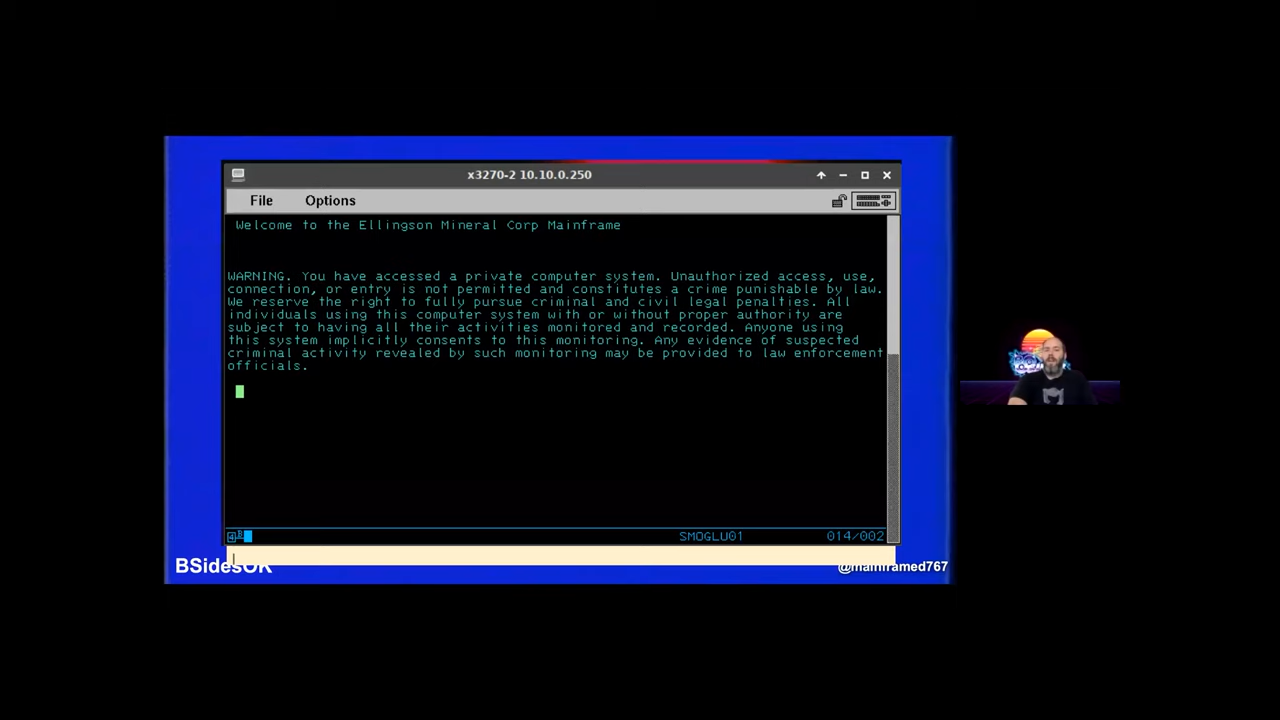 x3270-2 10.10.0.250
File Options
Welcome to the Ellingson Mineral Corp Mainframe
WARNING. You have accessed a private computer system. Unauthorized access, use,
connection, or entry is not permitted and constitutes a crime punishable by law.
We reserve the right to fully pursue criminal and civil legal penalties. All
individuals using this computer system with or without proper authority are
subject to having all their activities monitored and recorded. Anyone using
this system implicitly consents to this monitoring. Any evidence of suspected
criminal activity revealed by such monitoring may be provided to law enforcement
officials.
4B
SMOGLU01 014/002
BSidesOK @mainframed767